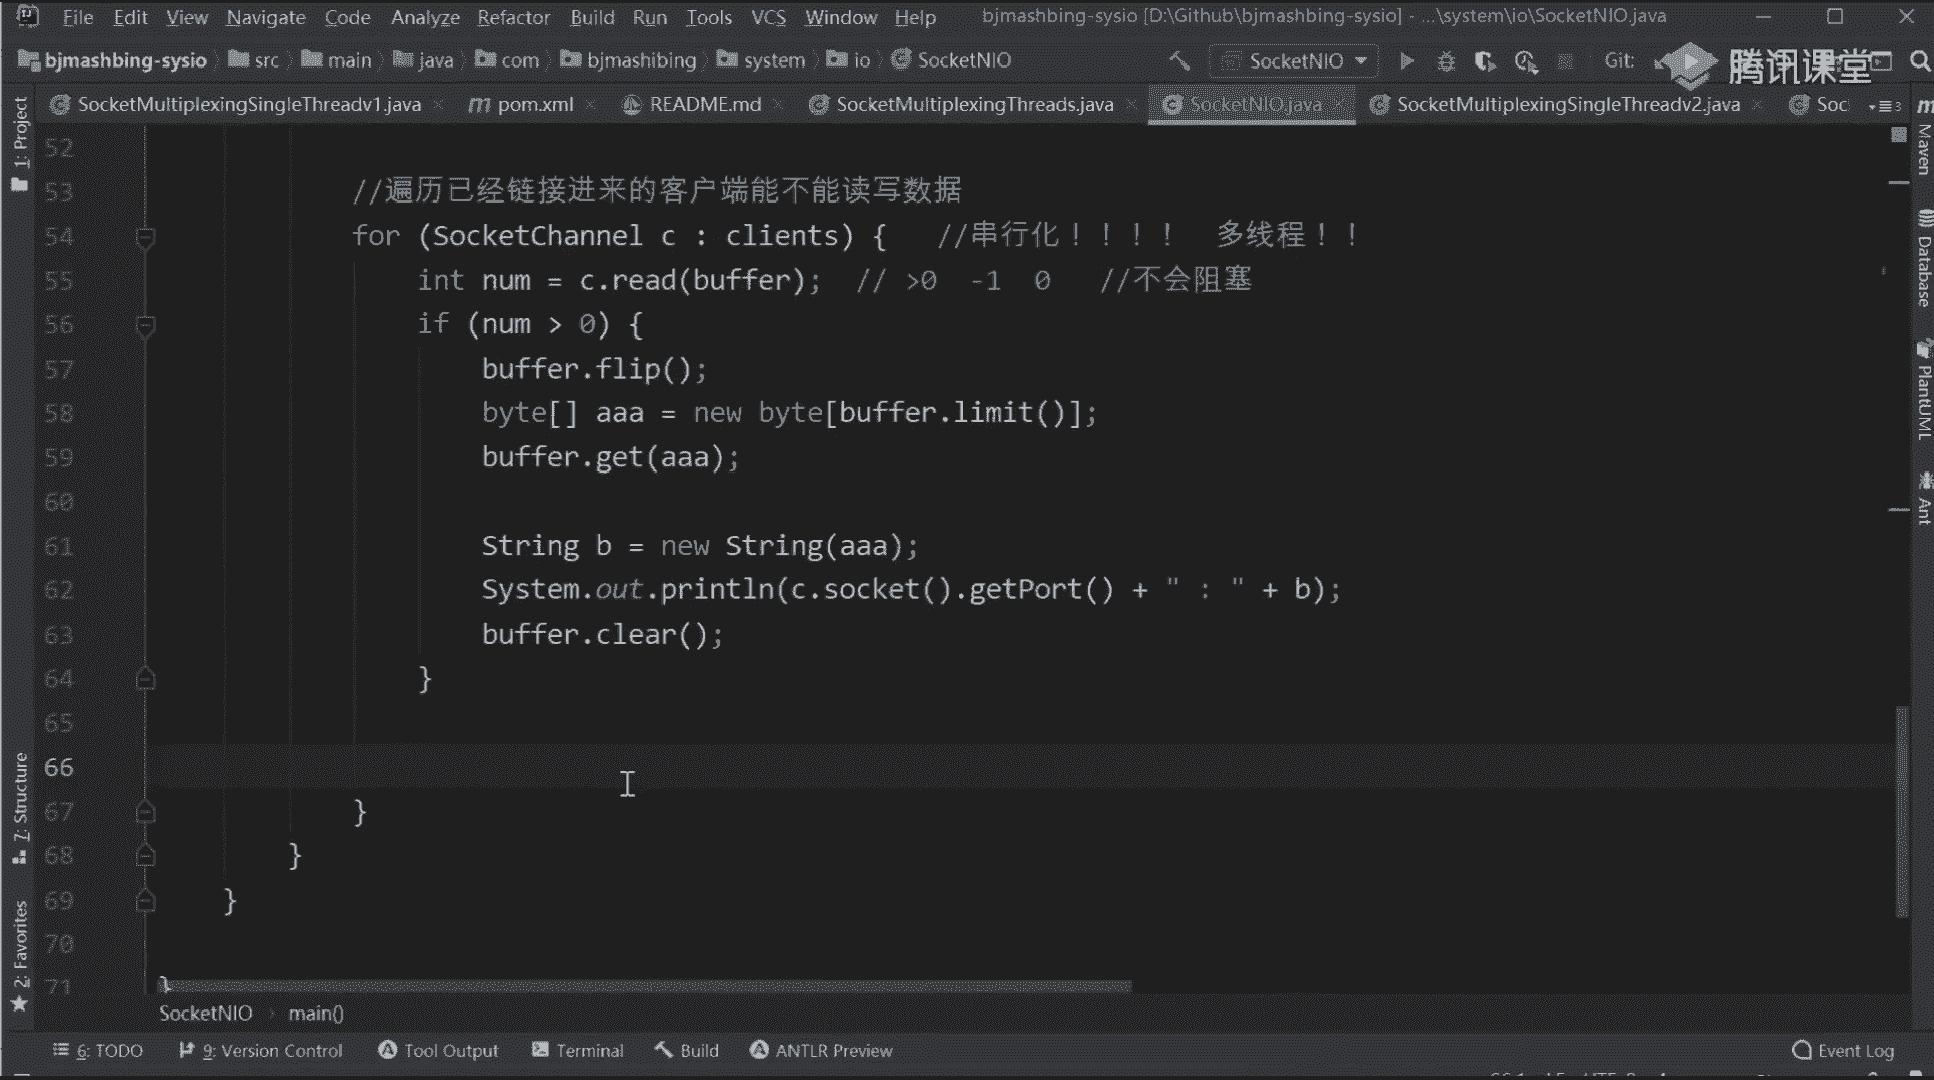 File Edit View Navigate Code Analyze Refactor Build Run Tools VCS Window Help bjmashbing-sysio [D:\Github\bjmashbing-sysio] - ...\system\io\SocketNIO.java
bjmashbing-sysio src main java com bjmashibing system io SocketNIO SocketNIO Git: 腾讯课堂
SocketMultiplexingSingleThreadv1.java pom.xml README.md SocketMultiplexingThreads.java SocketNIO.java SocketMultiplexingSingleThreadv2.java Soc 3
1: Project
7: Structure
2: Favorites
52
53 //遍历已经链接进来的客户端能不能读写数据
54 for (SocketChannel c : clients) { //串行化！！！！ 多线程！！
55 int num = c.read(buffer); // >0 -1 0 //不会阻塞
56 if (num > 0) {
57 buffer.flip();
58 byte[] aaa = new byte[buffer.limit()];
59 buffer.get(aaa);
60
61 String b = new String(aaa);
62 System.out.println(c.socket().getPort() + " : " + b);
63 buffer.clear();
64 }
65
66
67 }
68 }
69 }
70
71 }
Maven
Database
PlantUML
Ant
SocketNIO main()
6: TODO 9: Version Control Tool Output Terminal Build ANTLR Preview Event Log